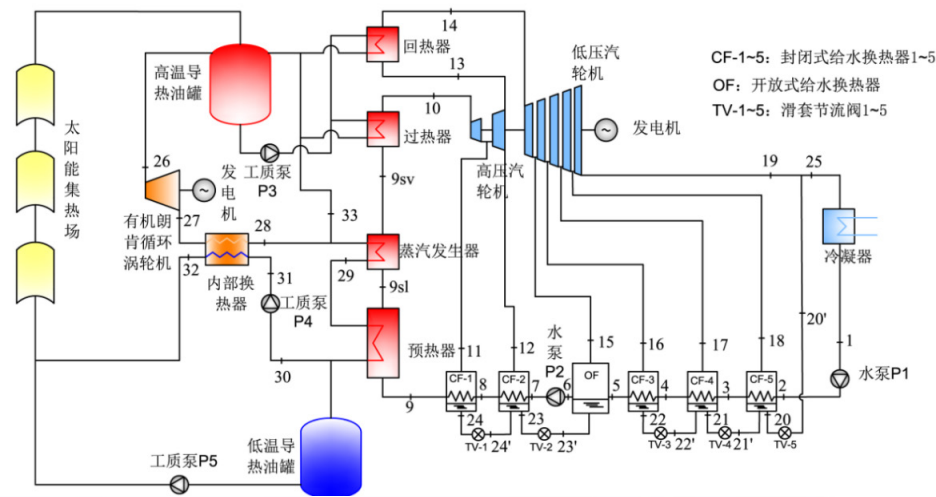 14
回热器
高温导
热油罐
13
低压汽
轮机
CF-1~5：封闭式给水换热器1~5
OF：开放式给水换热器
TV-1~5：滑套节流阀1~5
10
过热器
工质泵
P3
高压汽
轮机
发电机
太阳能集热场
26
发电机
9sv
19
25
27
有机朗
肯循环
涡轮机
28
33
蒸汽发生器
32
内部换
热器
31
29
9sl
冷凝器
工质泵
P4
预热器
30
11
12
水泵
P2
15
16
17
18
20'
1
水泵P1
9
CF-1
8
CF-2
7
6
OF
5
CF-3
4
CF-4
3
CF-5
2
24
TV-1
24'
23
TV-2
23'
22
TV-3
22'
21
TV-4
21'
20
TV-5
低温导
热油罐
工质泵P5